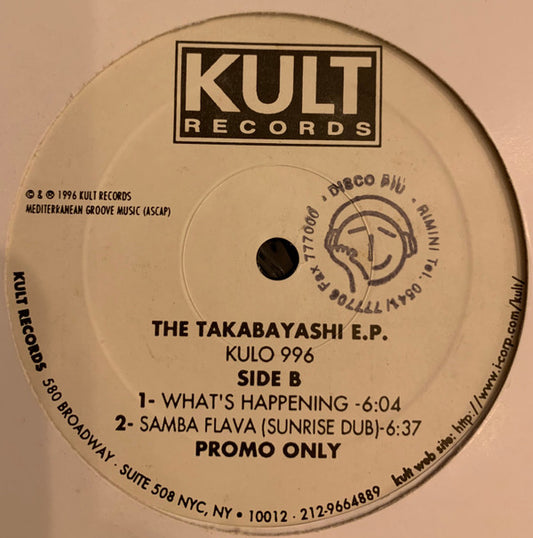 KULT
RECORDS
© & ℗ 1996 KULT RECORDS
MEDITERRANEAN GROOVE MUSIC (ASCAP)
· DISCO PIÙ · RIMINI Tel. 0541/ 777706 Fax 777000
THE TAKABAYASHI E.P.
KULO 996
SIDE B
1- WHAT'S HAPPENING -6:04
2- SAMBA FLAVA (SUNRISE DUB)-6:37
PROMO ONLY
KULT RECORDS 580 BROADWAY · SUITE 508 NYC, NY • 10012 · 212-9664889
kult web site: http://www.i-corp.com/kult/